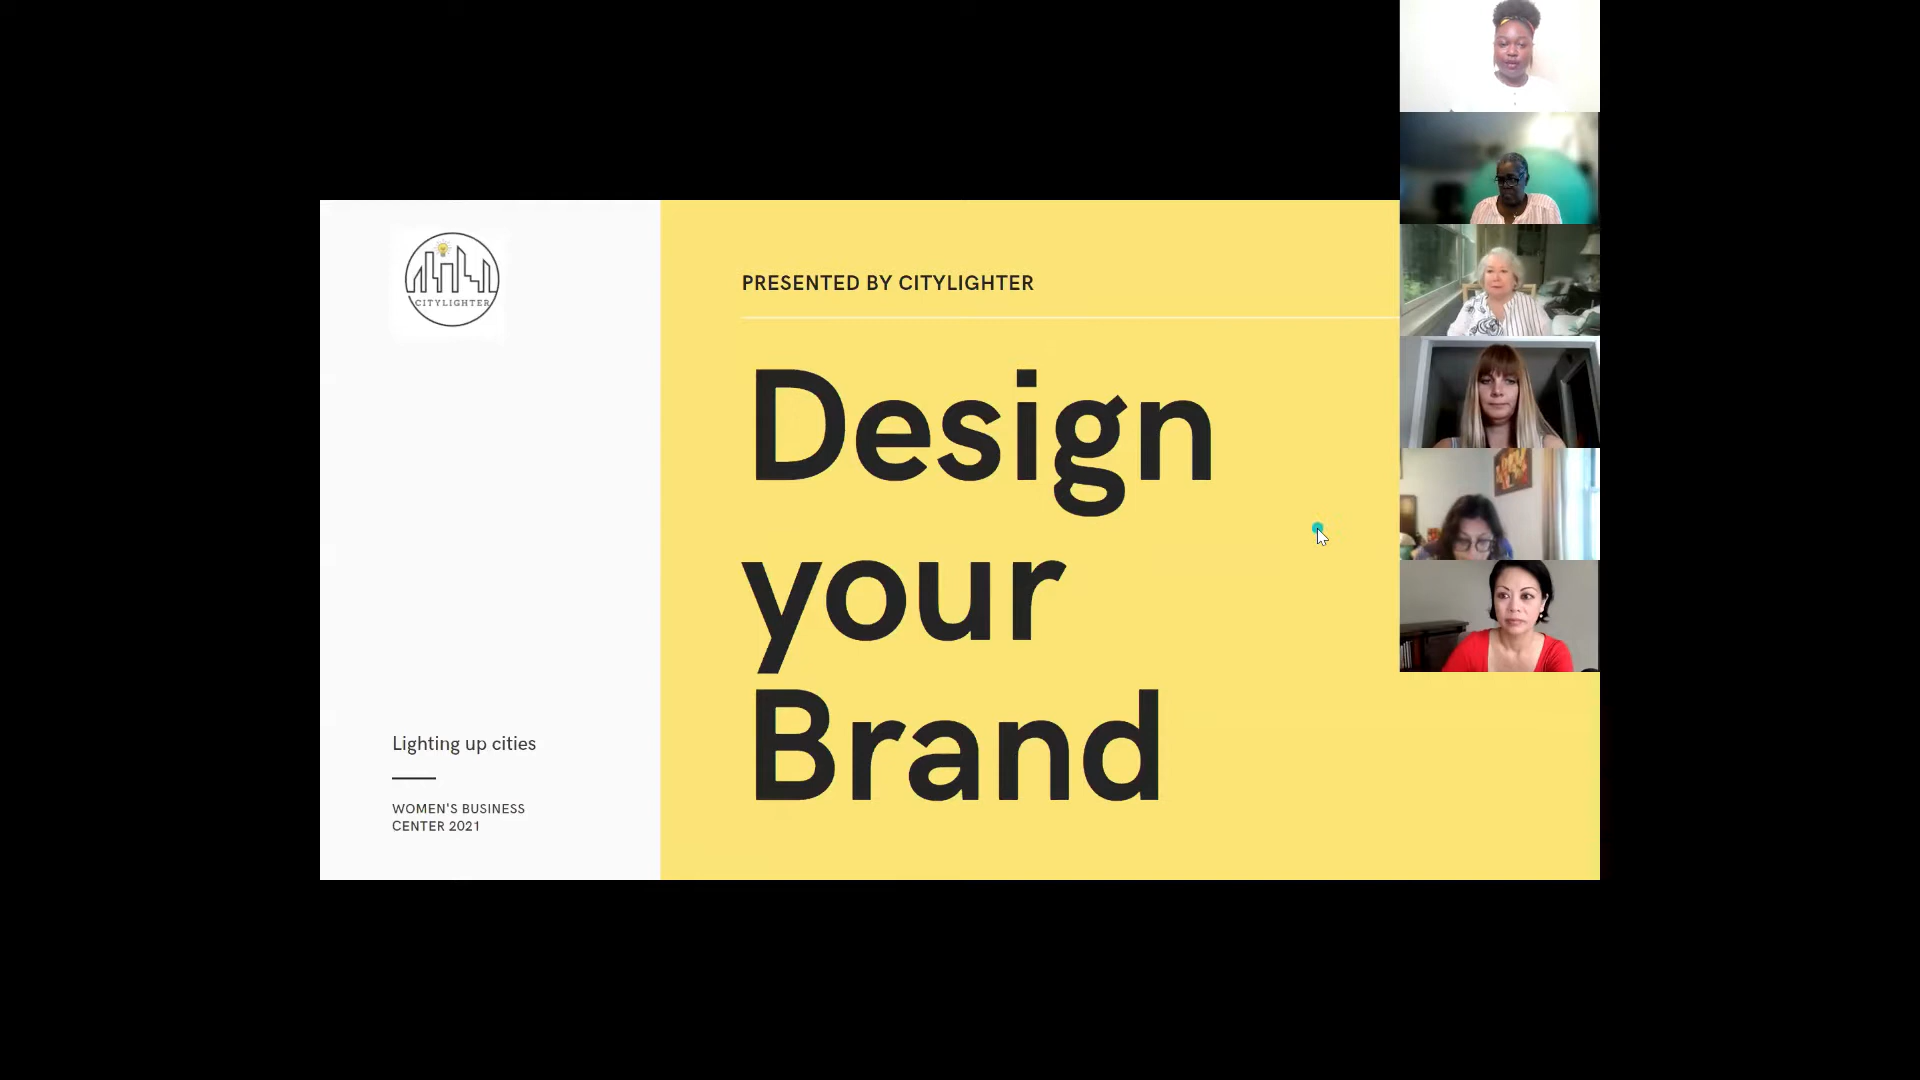 CITYLIGHTER
Lighting up cities
WOMEN'S BUSINESS
CENTER 2021
PRESENTED BY CITYLIGHTER
Design
your
Brand